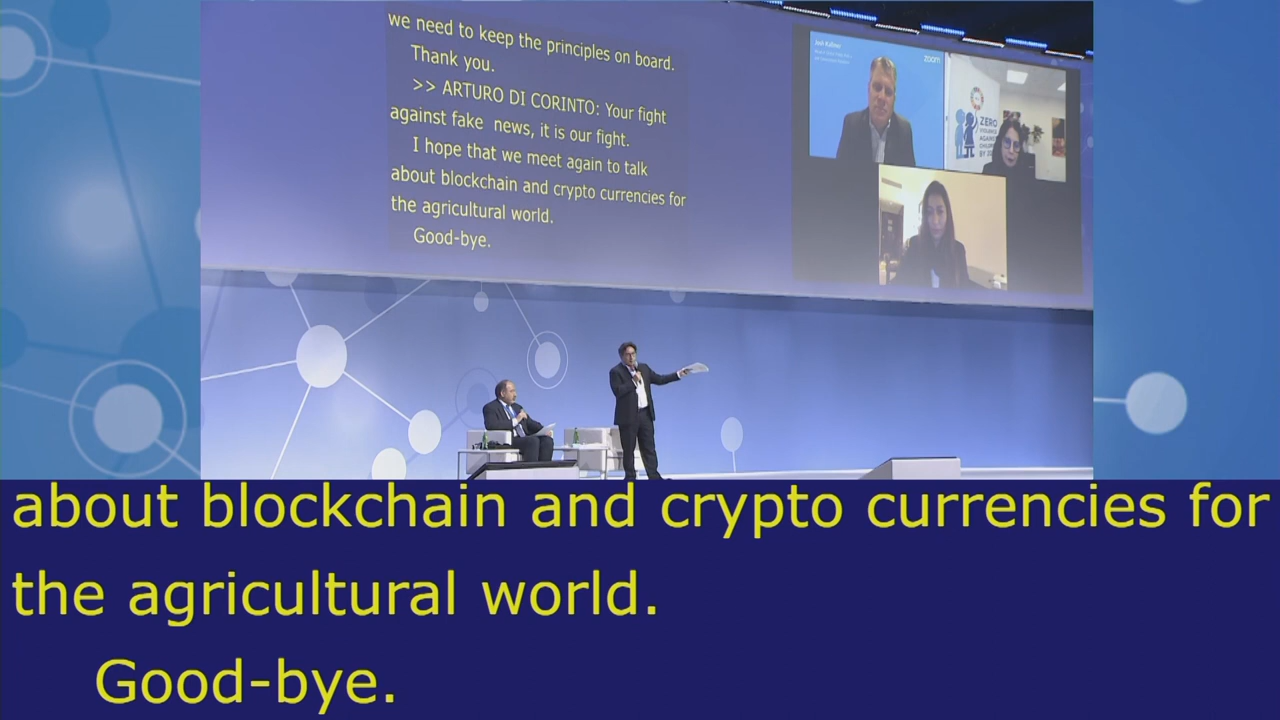 we need to keep the principles on board.
Thank you.
>> ARTURO DI CORINTO: Your fight
against fake news, it is our fight.
I hope that we meet again to talk
about blockchain and crypto currencies for
the agricultural world.
Good-bye.
zoom
ZERO
about blockchain and crypto currencies for
the agricultural world.
Good-bye.